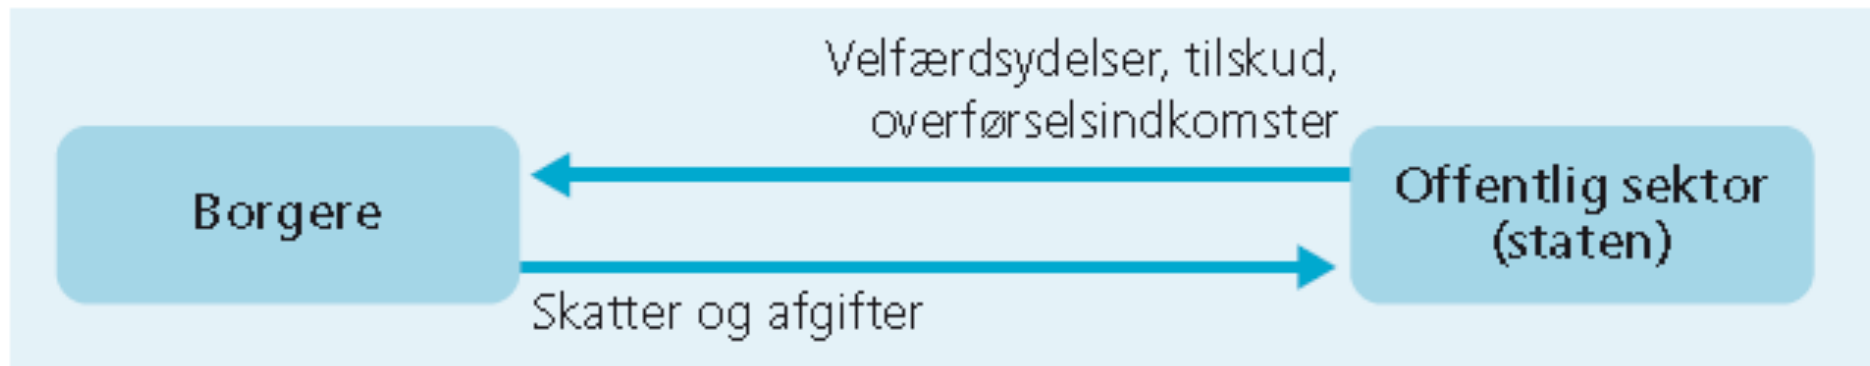 Velfærdsydelser, tilskud,
overførselsindkomster
Borgere
Offentlig sektor
(staten)
Skatter og afgifter